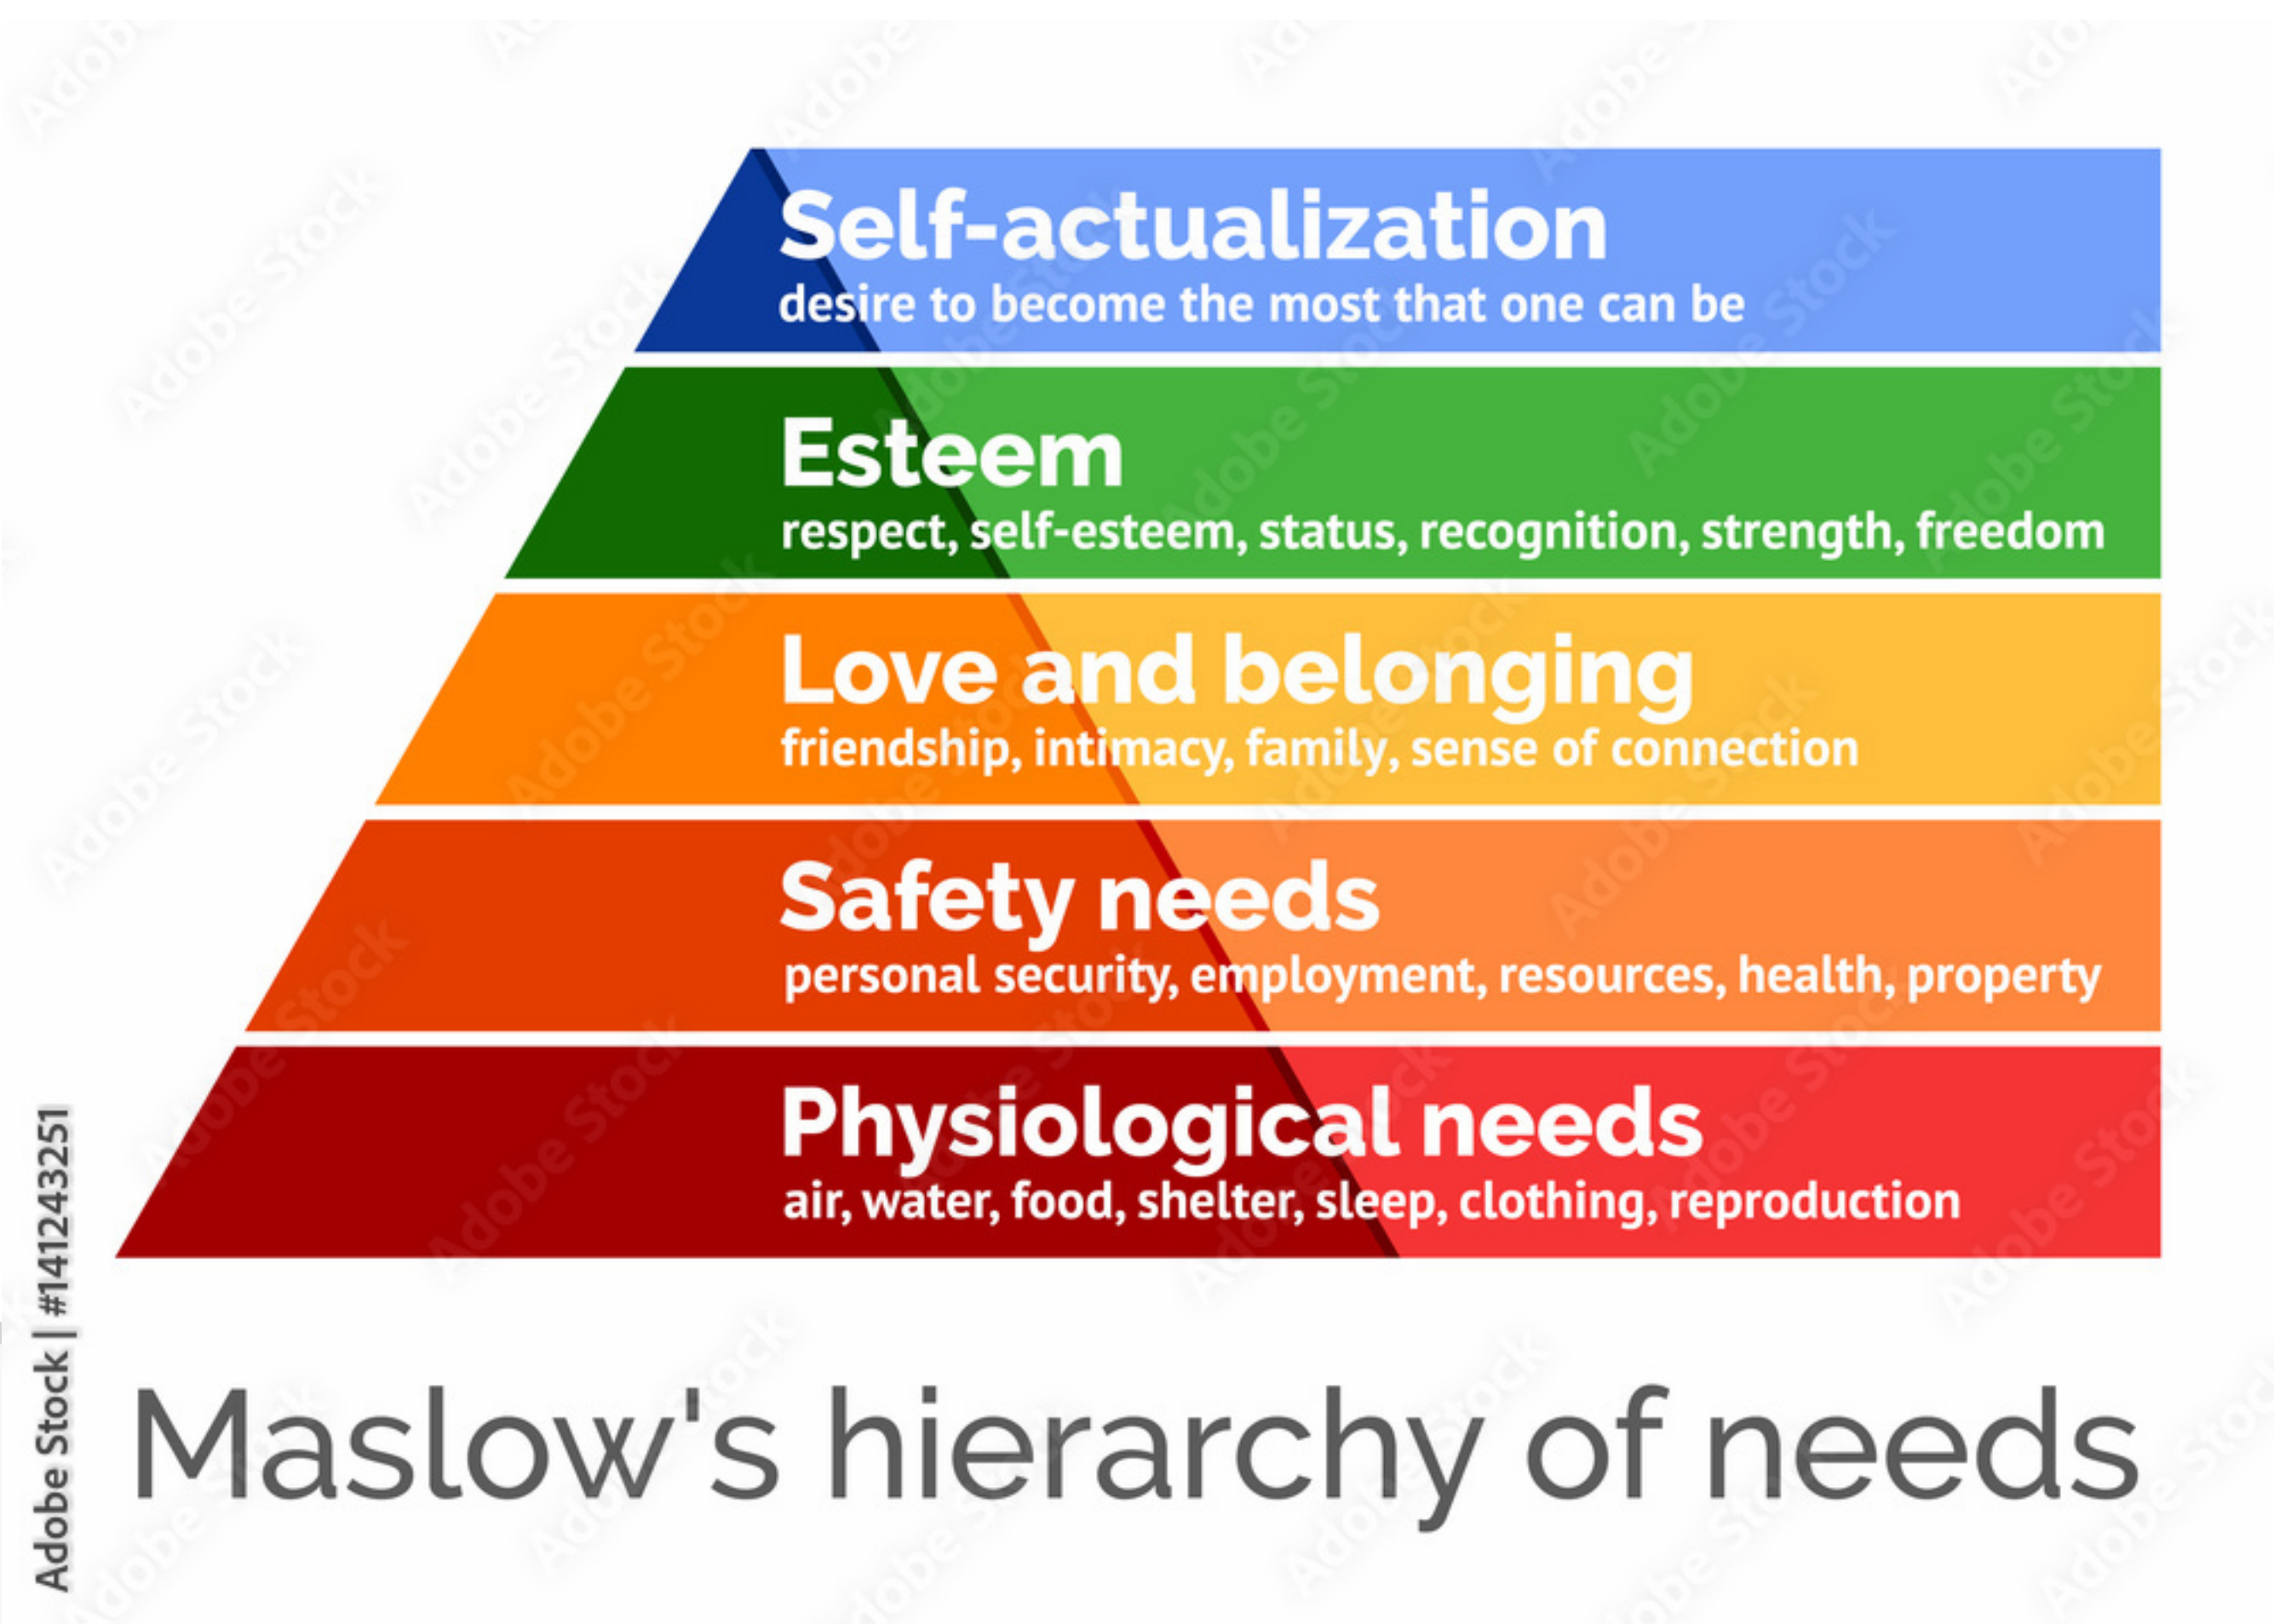 Self-actualization
desire to become the most that one can be
Esteem
respect, self-esteem, status, recognition, strength, freedom
Love and belonging
friendship, intimacy, family, sense of connection
Safety needs
personal security, employment, resources, health, property
Physiological needs
air, water, food, shelter, sleep, clothing, reproduction
Maslow's hierarchy of needs
Adobe Stock | #141243251